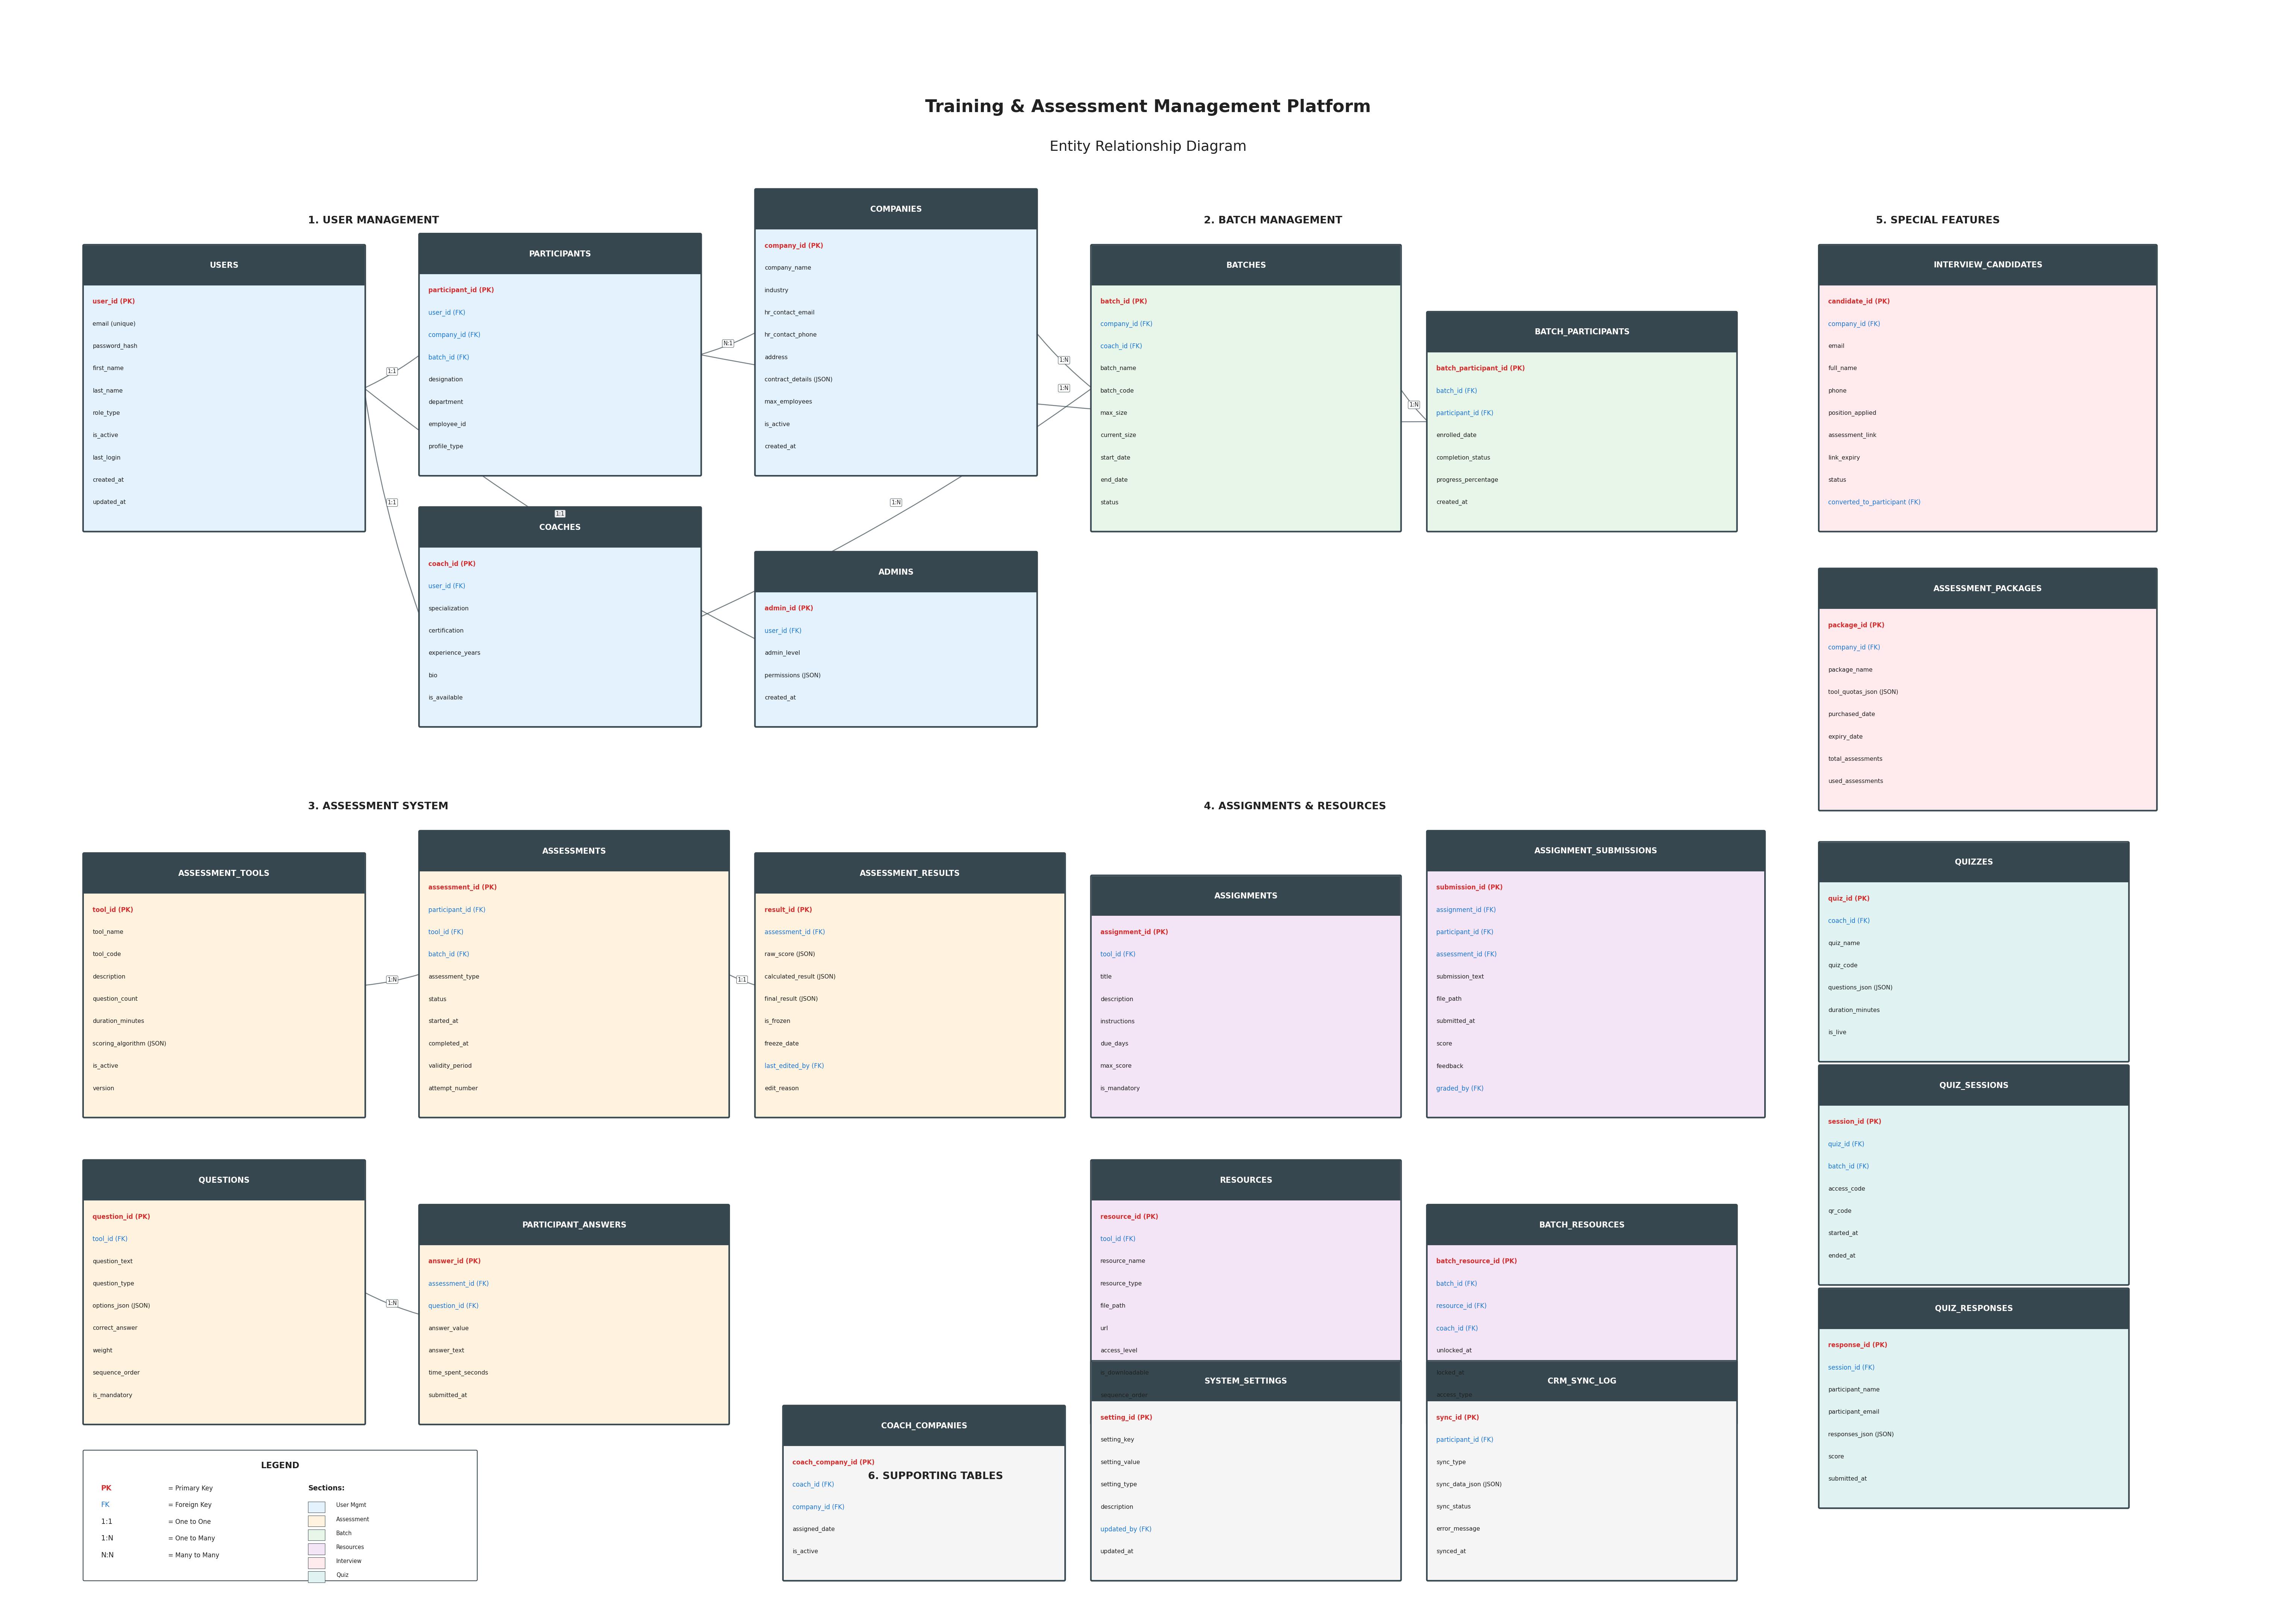 Training & Assessment Management Platform
Entity Relationship Diagram
1. USER MANAGEMENT
USERS
user_id (PK)
email (unique)
password_hash
first_name
last_name
role_type
is_active
last_login
created_at
updated_at
1:1
1:1
PARTICIPANTS
participant_id (PK)
user_id (FK)
company_id (FK)
batch_id (FK)
designation
department
employee_id
profile_type
N:1
COMPANIES
company_id (PK)
company_name
industry
hr_contact_email
hr_contact_phone
address
contract_details (JSON)
max_employees
is_active
created_at
1:1
COACHES
coach_id (PK)
user_id (FK)
specialization
certification
experience_years
bio
is_available
1:N
ADMINS
admin_id (PK)
user_id (FK)
admin_level
permissions (JSON)
created_at
2. BATCH MANAGEMENT
1:N
1:N
BATCHES
batch_id (PK)
company_id (FK)
coach_id (FK)
batch_name
batch_code
max_size
current_size
start_date
end_date
status
1:N
BATCH_PARTICIPANTS
batch_participant_id (PK)
batch_id (FK)
participant_id (FK)
enrolled_date
completion_status
progress_percentage
created_at
5. SPECIAL FEATURES
INTERVIEW_CANDIDATES
candidate_id (PK)
company_id (FK)
email
full_name
phone
position_applied
assessment_link
link_expiry
status
converted_to_participant (FK)
ASSESSMENT_PACKAGES
package_id (PK)
company_id (FK)
package_name
tool_quotas_json (JSON)
purchased_date
expiry_date
total_assessments
used_assessments
3. ASSESSMENT SYSTEM
ASSESSMENT_TOOLS
tool_id (PK)
tool_name
tool_code
description
question_count
duration_minutes
scoring_algorithm (JSON)
is_active
version
1:N
ASSESSMENTS
assessment_id (PK)
participant_id (FK)
tool_id (FK)
batch_id (FK)
assessment_type
status
started_at
completed_at
validity_period
attempt_number
1:1
ASSESSMENT_RESULTS
result_id (PK)
assessment_id (FK)
raw_score (JSON)
calculated_result (JSON)
final_result (JSON)
is_frozen
freeze_date
last_edited_by (FK)
edit_reason
QUESTIONS
question_id (PK)
tool_id (FK)
question_text
question_type
options_json (JSON)
correct_answer
weight
sequence_order
is_mandatory
1:N
PARTICIPANT_ANSWERS
answer_id (PK)
assessment_id (FK)
question_id (FK)
answer_value
answer_text
time_spent_seconds
submitted_at
4. ASSIGNMENTS & RESOURCES
ASSIGNMENTS
assignment_id (PK)
tool_id (FK)
title
description
instructions
due_days
max_score
is_mandatory
ASSIGNMENT_SUBMISSIONS
submission_id (PK)
assignment_id (FK)
participant_id (FK)
assessment_id (FK)
submission_text
file_path
submitted_at
score
feedback
graded_by (FK)
RESOURCES
resource_id (PK)
tool_id (FK)
resource_name
resource_type
file_path
url
access_level
is_downloadable
sequence_order
BATCH_RESOURCES
batch_resource_id (PK)
batch_id (FK)
resource_id (FK)
coach_id (FK)
unlocked_at
locked_at
access_type
QUIZZES
quiz_id (PK)
coach_id (FK)
quiz_name
quiz_code
questions_json (JSON)
duration_minutes
is_live
QUIZ_SESSIONS
session_id (PK)
quiz_id (FK)
batch_id (FK)
access_code
qr_code
started_at
ended_at
QUIZ_RESPONSES
response_id (PK)
session_id (FK)
participant_name
participant_email
responses_json (JSON)
score
submitted_at
COACH_COMPANIES
coach_company_id (PK)
6. SUPPORTING TABLES
coach_id (FK)
company_id (FK)
assigned_date
is_active
SYSTEM_SETTINGS
setting_id (PK)
setting_key
setting_value
setting_type
description
updated_by (FK)
updated_at
CRM_SYNC_LOG
sync_id (PK)
participant_id (FK)
sync_type
sync_data_json (JSON)
sync_status
error_message
synced_at
LEGEND
PK = Primary Key
FK = Foreign Key
1:1 = One to One
1:N = One to Many
N:N = Many to Many
Sections:
User Mgmt
Assessment
Batch
Resources
Interview
Quiz